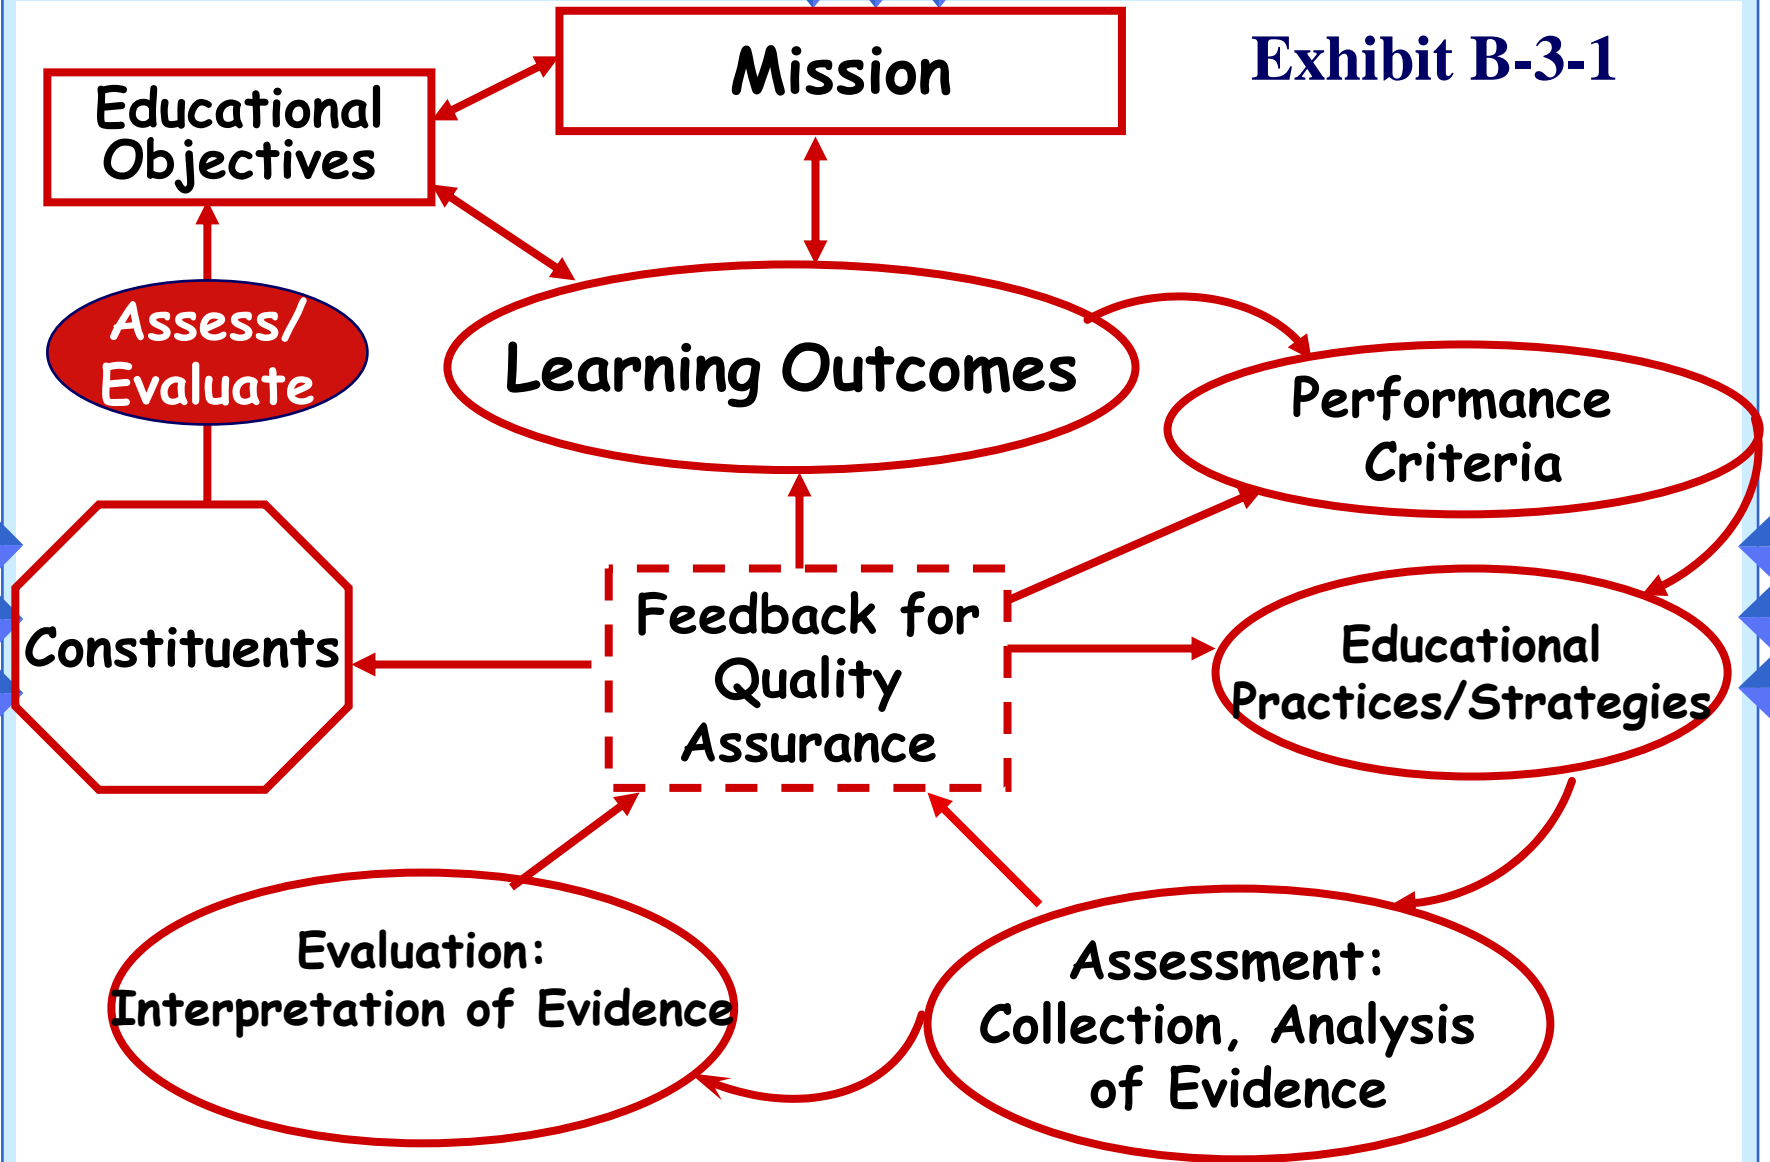 Mission
Exhibit B-3-1
Educational
Objectives
Assess/
Evaluate
Learning Outcomes
Performance
Criteria
Constituents
Feedback for
Quality
Assurance
Educational
Practices/Strategies
Evaluation:
Interpretation of Evidence
Assessment:
Collection, Analysis
of Evidence